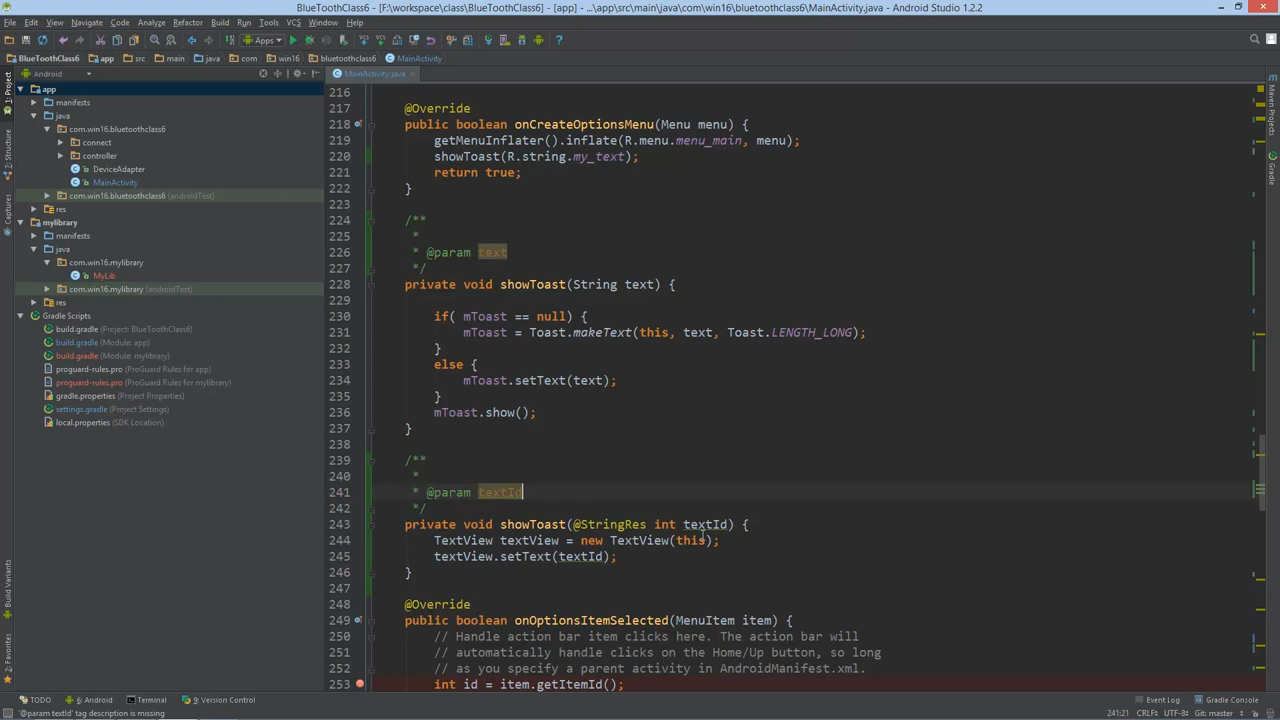 BlueToothClass6 - [F:\workspace\class\BlueToothClass6] - [app] - ...\app\src\main\java\com\win16\bluetoothclass6\MainActivity.java - Android Studio 1.2.2
File Edit View Navigate Code Analyze Refactor Build Run Tools VCS Window Help
Apps
BlueToothClass6 app src main java com win16 bluetoothclass6 MainActivity
Android
MainActivity.java
1: Project
7: Structure
Captures
Build Variants
2: Favorites
app
manifests
java
com.win16.bluetoothclass6
connect
controller
DeviceAdapter
MainActivity
com.win16.bluetoothclass6 (androidTest)
res
mylibrary
manifests
java
com.win16.mylibrary
MyLib
com.win16.mylibrary (androidTest)
res
Gradle Scripts
build.gradle (Project: BlueToothClass6)
build.gradle (Module: app)
build.gradle (Module: mylibrary)
proguard-rules.pro (ProGuard Rules for app)
proguard-rules.pro (ProGuard Rules for mylibrary)
gradle.properties (Project Properties)
settings.gradle (Project Settings)
local.properties (SDK Location)
216
217 @Override
218 public boolean onCreateOptionsMenu(Menu menu) {
219 getMenuInflater().inflate(R.menu.menu_main, menu);
220 showToast(R.string.my_text);
221 return true;
222 }
223
224 /**
225 *
226 * @param text
227 */
228 private void showToast(String text) {
229
230 if( mToast == null) {
231 mToast = Toast.makeText(this, text, Toast.LENGTH_LONG);
232 }
233 else {
234 mToast.setText(text);
235 }
236 mToast.show();
237 }
238
239 /**
240 *
241 * @param textId
242 */
243 private void showToast(@StringRes int textId) {
244 TextView textView = new TextView(this);
245 textView.setText(textId);
246 }
247
248 @Override
249 public boolean onOptionsItemSelected(MenuItem item) {
250 // Handle action bar item clicks here. The action bar will
251 // automatically handle clicks on the Home/Up button, so long
252 // as you specify a parent activity in AndroidManifest.xml.
253 int id = item.getItemId();
Maven Projects
Gradle
TODO 6: Android Terminal 9: Version Control Event Log Gradle Console
'@param textId' tag description is missing 241:21 CRLF÷ UTF-8÷ Git: master÷